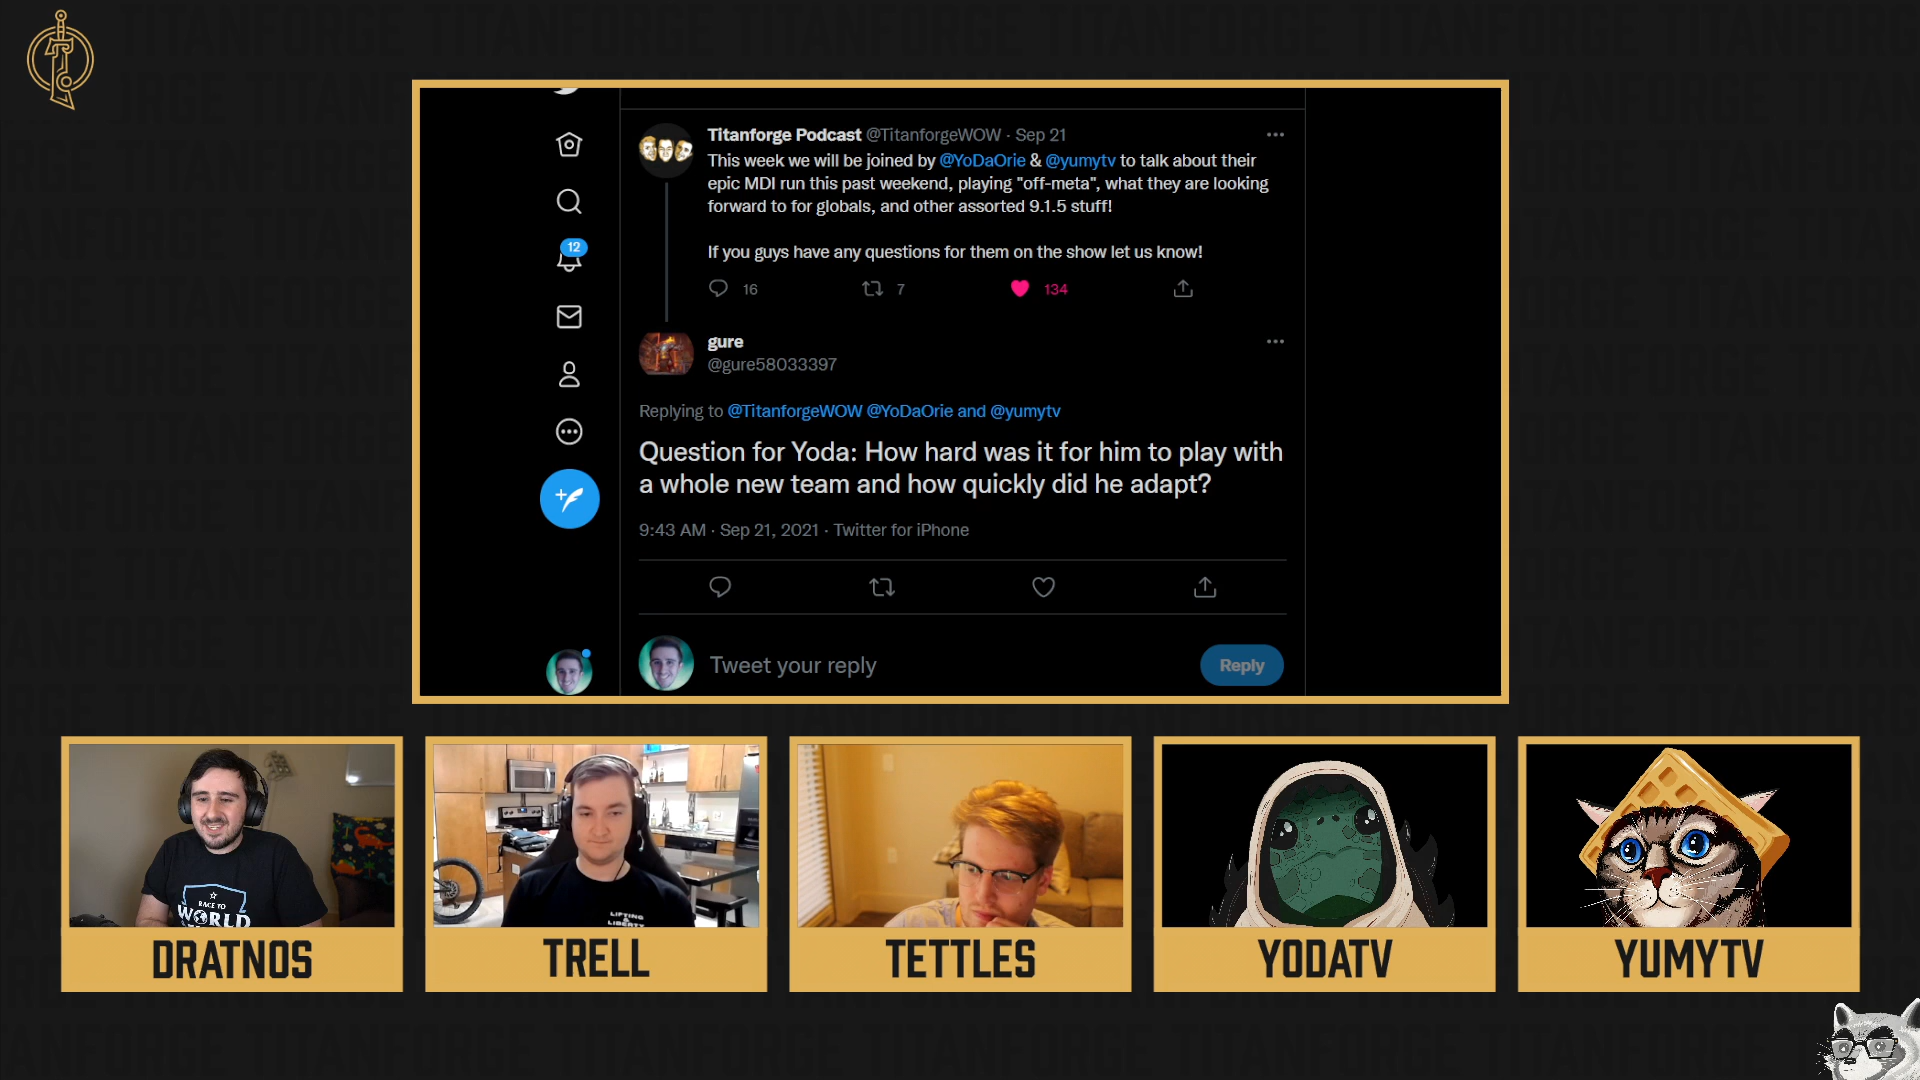 Titanforge Podcast @TitanforgeWOW · Sep 21
This week we will be joined by @YoDaOrie & @yumytv to talk about their
epic MDI run this past weekend, playing "off-meta", what they are looking
forward to for globals, and other assorted 9.1.5 stuff!
If you guys have any questions for them on the show let us know!
16 7 134
12
gure
@gure58033397
Replying to @TitanforgeWOW @YoDaOrie and @yumytv
Question for Yoda: How hard was it for him to play with
a whole new team and how quickly did he adapt?
9:43 AM · Sep 21, 2021 · Twitter for iPhone
Tweet your reply
Reply
RACE TO
WORLD
LIFTING
&
LIBERTY
DRATNOS
TRELL
TETTLES
YODATV
YUMYTV